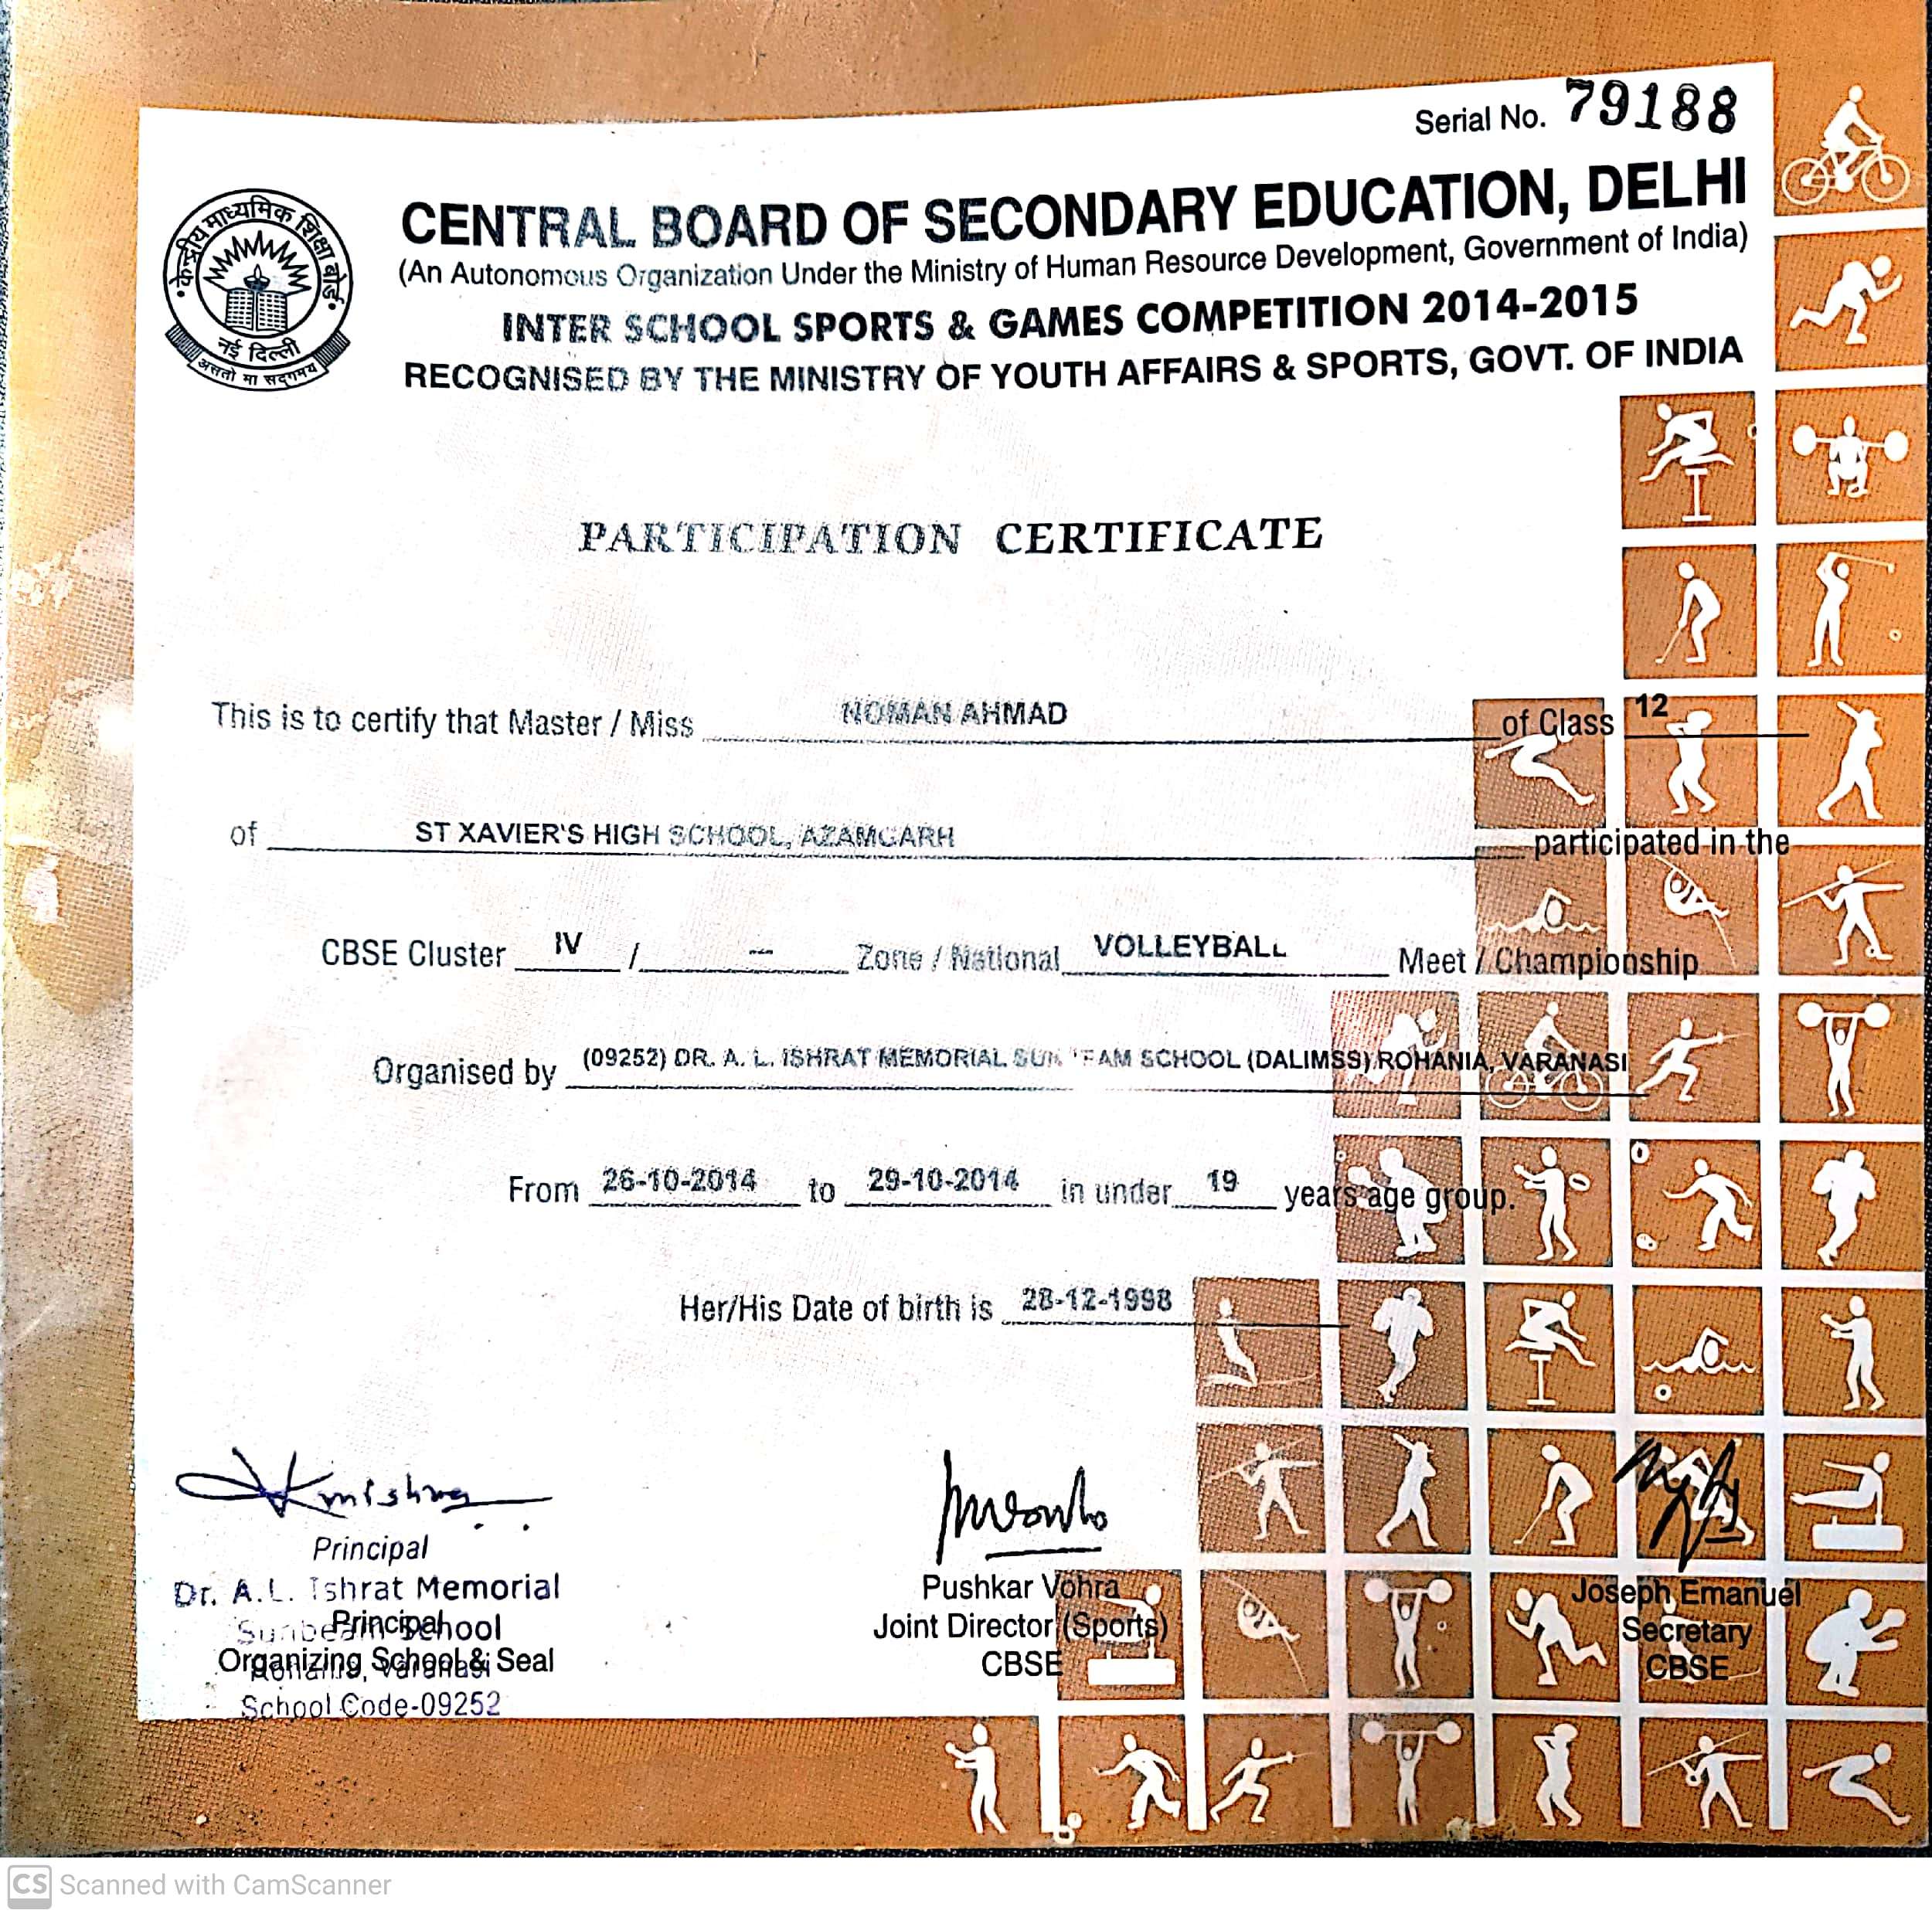 Serial No. 79188
केन्द्रीय माध्यमिक शिक्षा बोर्ड
नई दिल्ली
असतो मा सद्गमय
CENTRAL BOARD OF SECONDARY EDUCATION, DELHI
(An Autonomous Organization Under the Ministry of Human Resource Development, Government of India)
INTER SCHOOL SPORTS & GAMES COMPETITION 2014-2015
RECOGNISED BY THE MINISTRY OF YOUTH AFFAIRS & SPORTS, GOVT. OF INDIA
PARTICIPATION CERTIFICATE
This is to certify that Master / Miss NOMAN AHMAD of Class 12
of ST XAVIER'S HIGH SCHOOL, AZAMGARH participated in the
CBSE Cluster IV / -- Zone / National VOLLEYBALL Meet / Championship
Organised by (09252) DR. A. L. ISHRAT MEMORIAL SUNBEAM SCHOOL (DALIMSS) ROHANIA, VARANASI
From 26-10-2014 to 29-10-2014 in under 19 years age group.
Her/His Date of birth is 28-12-1998
Principal
Dr. A.L. Ishrat Memorial
Sunbeam School
Principal
Organizing School & Seal
Rohania, Varanasi
School Code-09252
Pushkar Vohra
Joint Director (Sports)
CBSE
Joseph Emanuel
Secretary
CBSE
CS Scanned with CamScanner